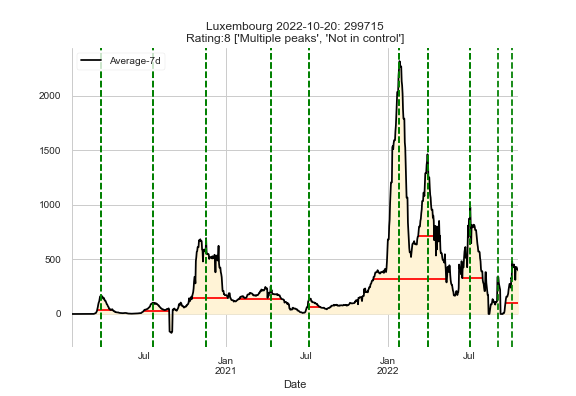 Luxembourg 2022-10-20: 299715
Rating:8 ['Multiple peaks', 'Not in control']
Average-7d
2000
1500
1000
500
0
Jul
Jan
2021
Jul
Jan
2022
Jul
Date